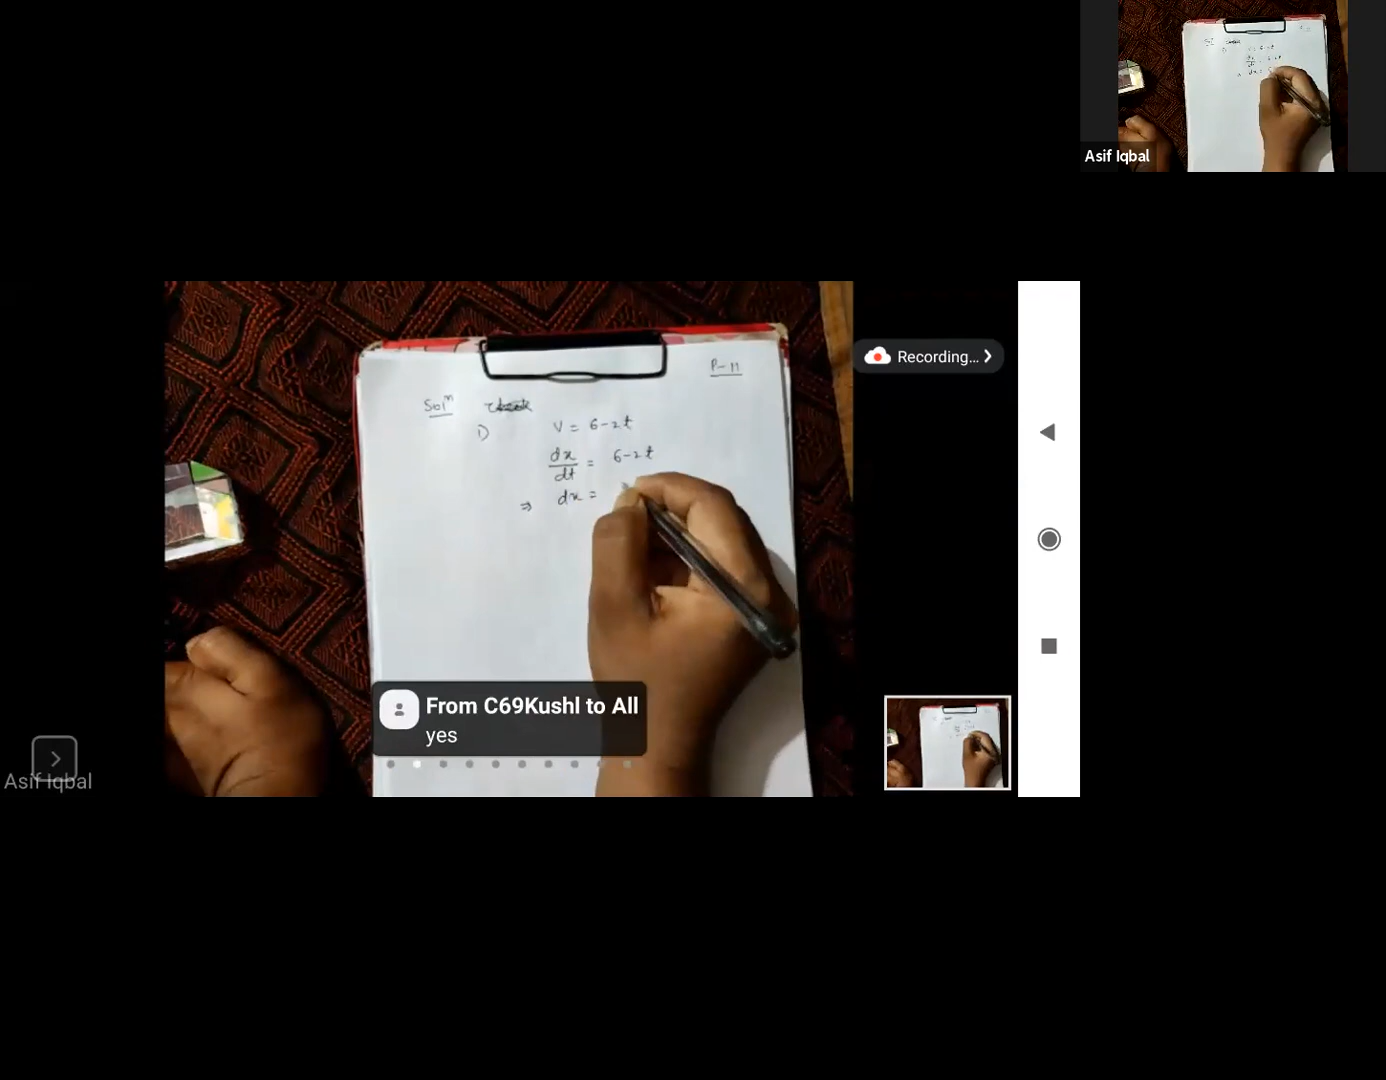 Asif Iqbal
P-11
Recording...
Solⁿ
1) V = 6-2t
dx/dt = 6-2t
⇒ dx =
From C69Kushl to All
yes
Asif Iqbal